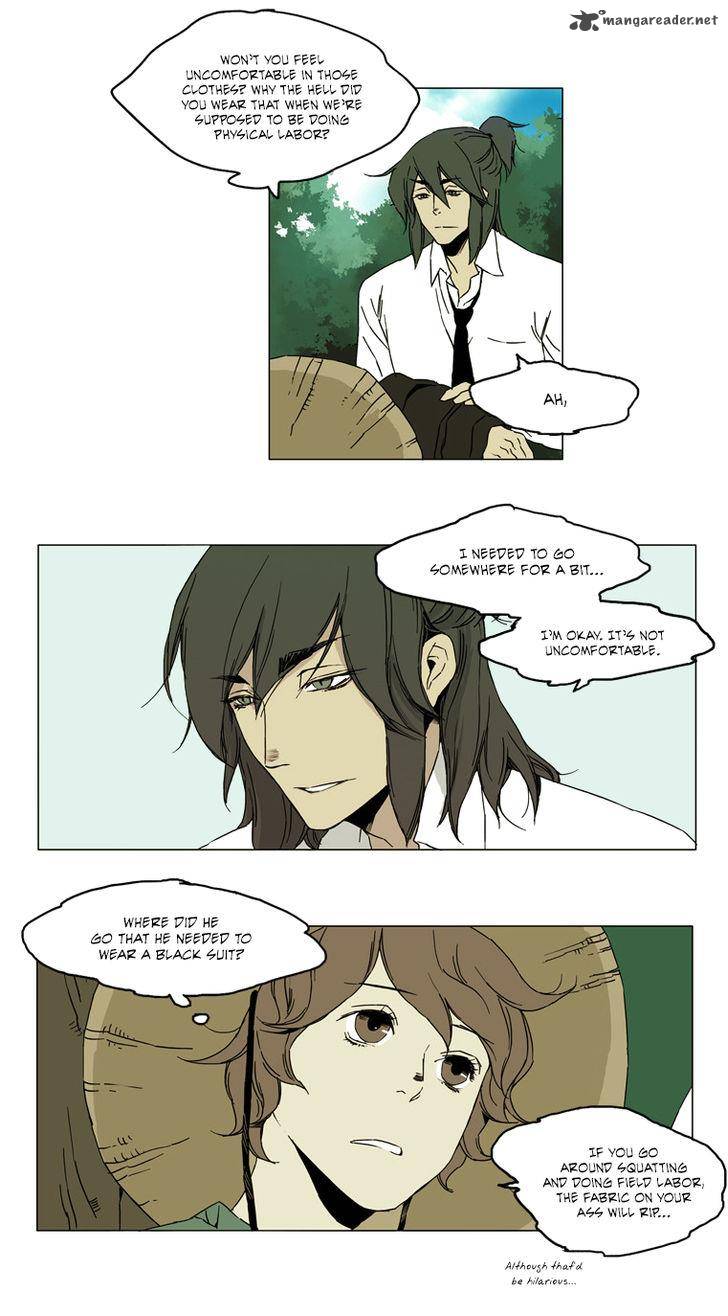 mangareader.net
WON'T YOU FEEL
UNCOMFORTABLE IN THOSE
CLOTHES? WHY THE HELL DID
YOU WEAR THAT WHEN WE'RE
SUPPOSED TO BE DOING
PHYSICAL LABOR?
AH,
I NEEDED TO GO
SOMEWHERE FOR A BIT...
I'M OKAY. IT'S NOT
UNCOMFORTABLE.
WHERE DID HE
GO THAT HE NEEDED TO
WEAR A BLACK SUIT?
IF YOU GO
AROUND SQUATTING
AND DOING FIELD LABOR,
THE FABRIC ON YOUR
ASS WILL RIP...
Although that'd
be hilarious...